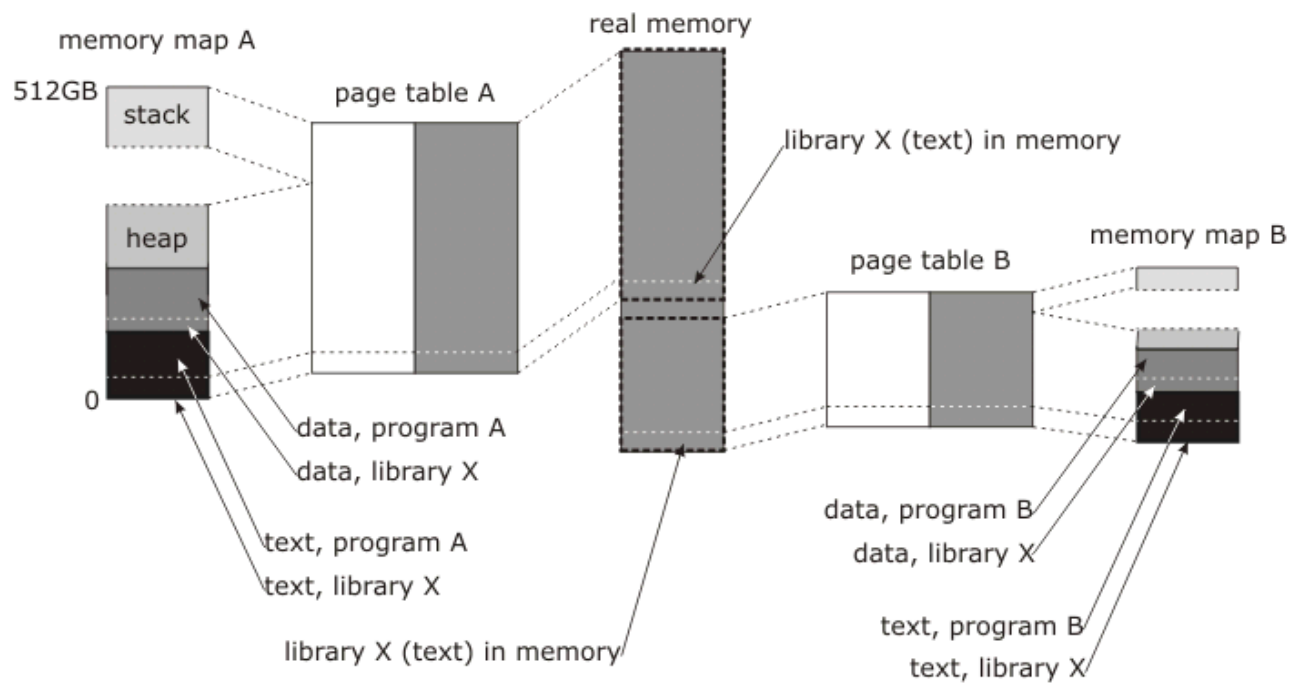 real memory
memory map A
512GB
page table A
stack
library X (text) in memory
heap
memory map B
page table B
0
data, program A
data, library X
data, program B
text, program A
data, library X
text, library X
text, program B
library X (text) in memory
text, library X